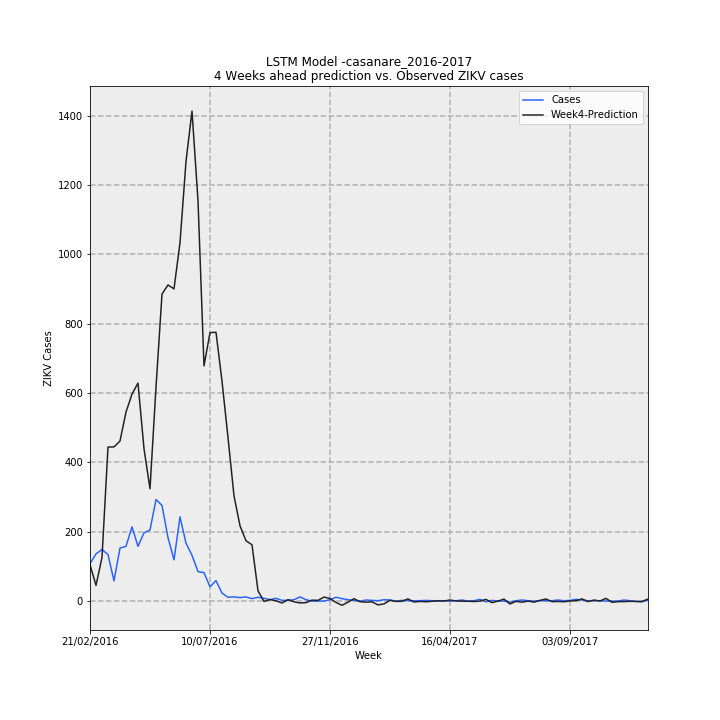 LSTM Model -casanare_2016-2017
4 Weeks ahead prediction vs. Observed ZIKV cases
Cases
Week4-Prediction
ZIKV Cases
1400
1200
1000
800
600
400
200
0
21/02/2016 10/07/2016 27/11/2016 16/04/2017 03/09/2017
Week